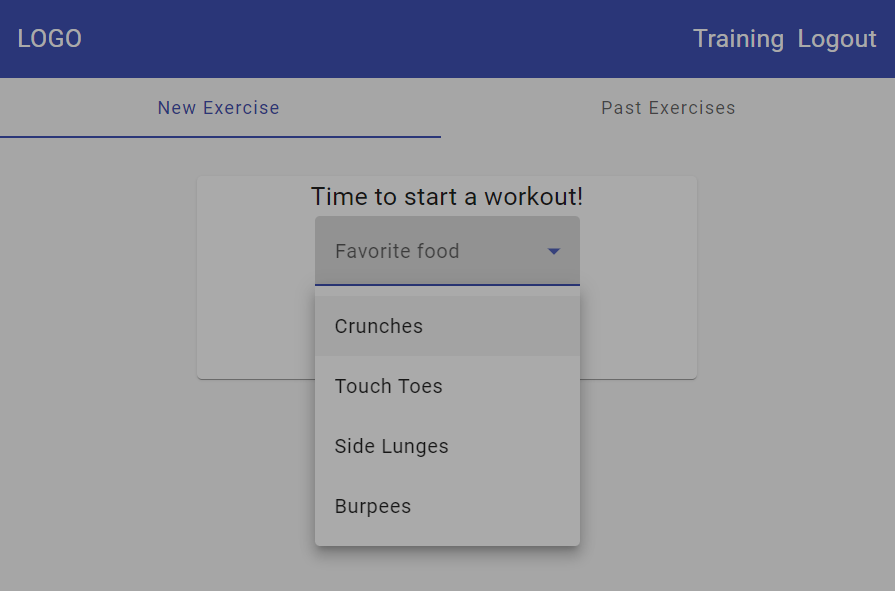 LOGO Training Logout
New Exercise Past Exercises
Time to start a workout!
Favorite food
Crunches
Touch Toes
Side Lunges
Burpees